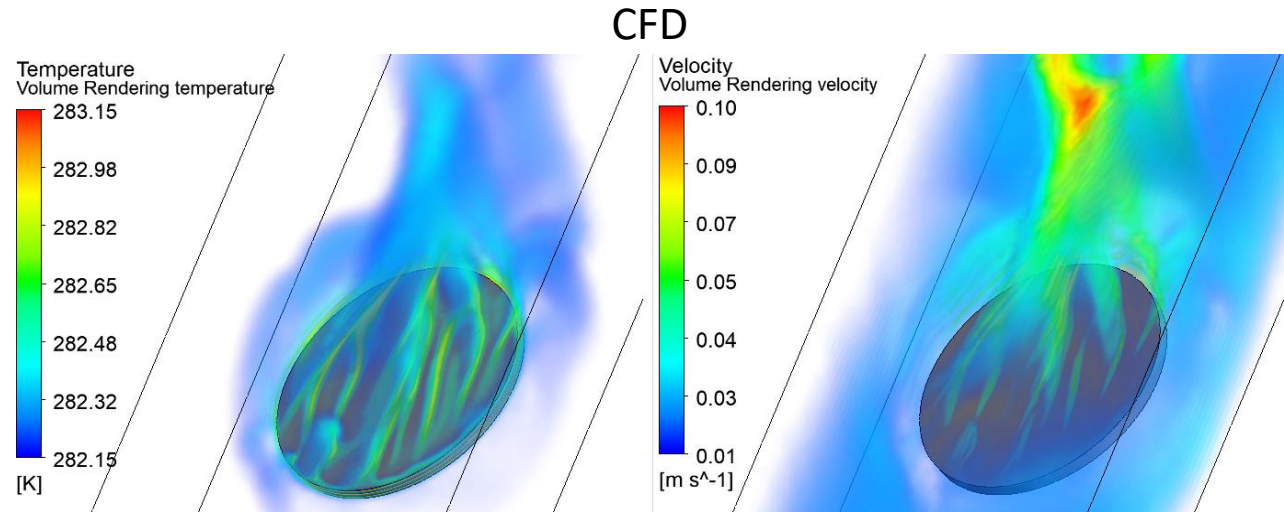 CFD
Temperature
Volume Rendering temperature
283.15
282.98
282.82
282.65
282.48
282.32
282.15
[K]
Velocity
Volume Rendering velocity
0.10
0.09
0.07
0.05
0.04
0.03
0.01
[m s^-1]